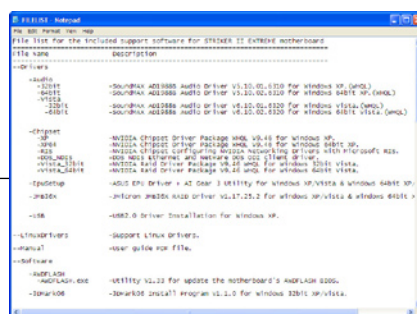 FILELIST - Notepad
File Edit Format View Help
File list for the included support software for STRIKER II EXTREME motherboard
File Name Description
--Drivers
-Audio
-32bit -SoundMAX AD1988B Audio Driver V5.10.01.6310 for Windows XP.(WHQL)
-64bit -SoundMAX AD1988B Audio Driver V5.10.02.6310 for Windows 64bit XP.(WHQL)
-Vista
-32bit -SoundMAX AD1988B Audio Driver V6.10.01.6320 for Windows Vista.(WHQL)
-64bit -SoundMAX AD1988B Audio Driver V6.10.02.6320 for Windows 64bit Vista.(WHQL)
-Chipset
-XP -NVIDIA Chipset Driver Package WHQL V9.46 for Windows XP.
-XP64 -NVIDIA Chipset Driver Package WHQL V9.46 for Windows 64bit XP.
-RIS -NVIDIA Chipset Configuring NVIDIA Networking Drivers with Microsoft RIS.
-DOS_NDIS -DOS NDIS Ethernet and Netware DOS ODI client driver.
-Vista_32bit -NVIDIA Raid Driver Package V9.46 WHQL for Windows 32bit Vista.
-Vista_64bit -NVIDIA Raid Driver Package V9.46 WHQL for Windows 64bit Vista.
-EpuSetup -ASUS EPU Driver + AI Gear 3 Utility for Windows XP/Vista & Windows 64bit XP/
-JMB36X -JMicron JMB36X RAID Driver V1.17.25.2 for Windows XP/Vista & Windows 64bit X
-USB -USB2.0 Driver Installation for Windows XP.
--LinuxDrivers -Support Linux Drivers.
--Manual -User guide PDF file.
--Software
-AWDFLASH
-AWDFLASH.exe -Utility V1.33 for update the motherboard's AWDFLASH BIOS.
-3DMark06 -3DMark06 Install Program V1.1.0 for Windows 32bit XP/Vista.